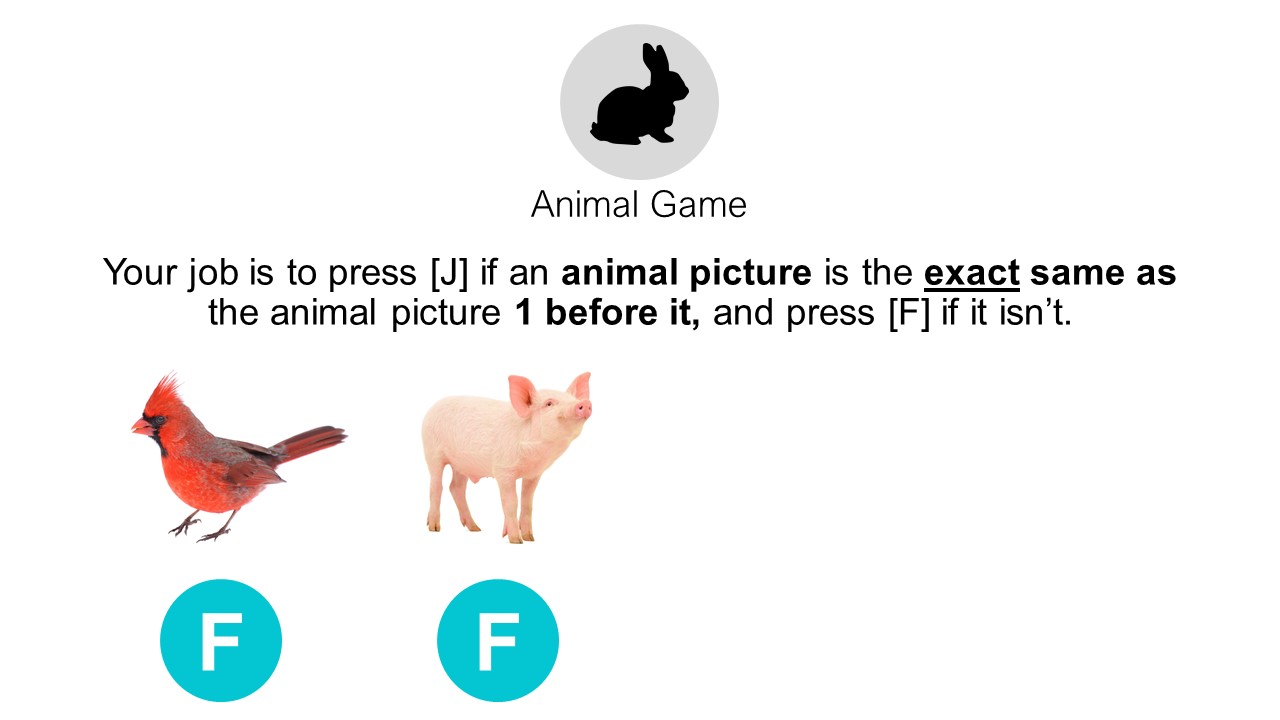 Animal Game
Your job is to press [J] if an animal picture is the exact same as
the animal picture 1 before it, and press [F] if it isn’t.
F F